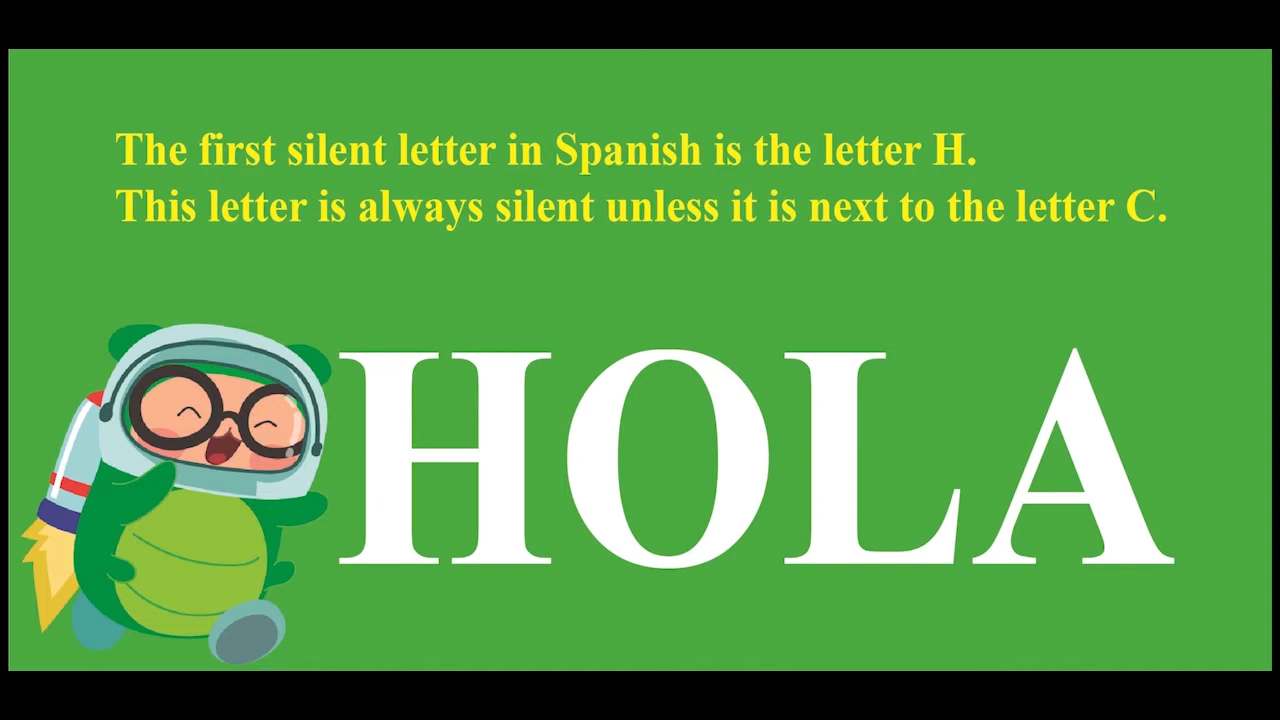 The first silent letter in Spanish is the letter H.
This letter is always silent unless it is next to the letter C.
HOLA